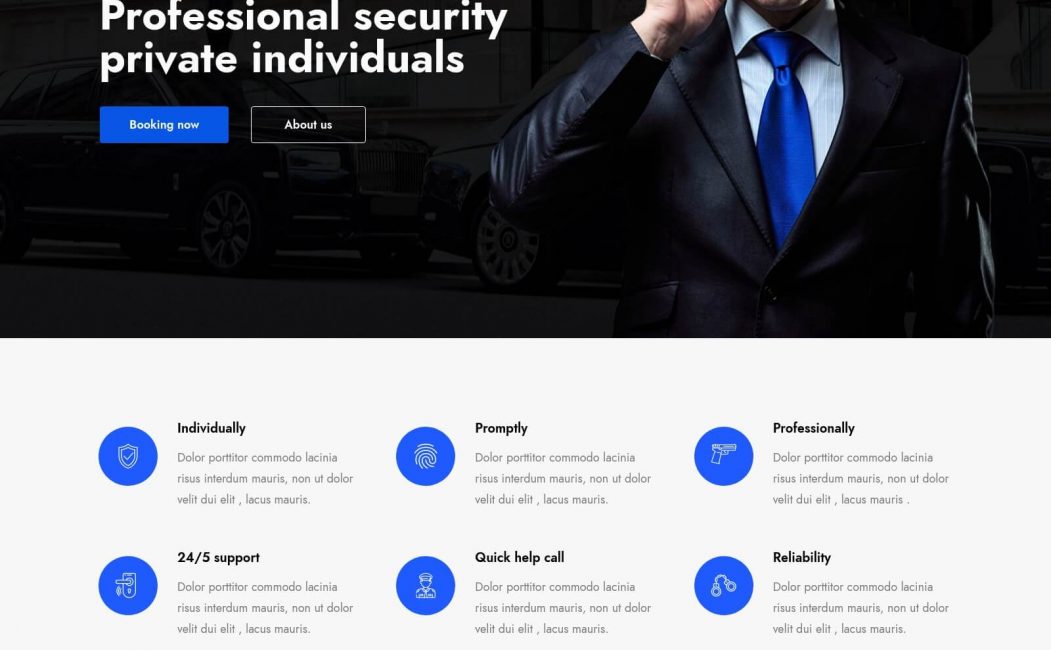 Professional security
private individuals
Booking now
About us
Individually
Dolor porttitor commodo lacinia
risus interdum mauris, non ut dolor
velit dui elit , lacus mauris.
Promptly
Dolor porttitor commodo lacinia
risus interdum mauris, non ut dolor
velit dui elit , lacus mauris.
Professionally
Dolor porttitor commodo lacinia
risus interdum mauris, non ut dolor
velit dui elit , lacus mauris .
24/5 support
Dolor porttitor commodo lacinia
risus interdum mauris, non ut dolor
velit dui elit , lacus mauris.
Quick help call
Dolor porttitor commodo lacinia
risus interdum mauris, non ut dolor
velit dui elit , lacus mauris.
Reliability
Dolor porttitor commodo lacinia
risus interdum mauris, non ut dolor
velit dui elit , lacus mauris.